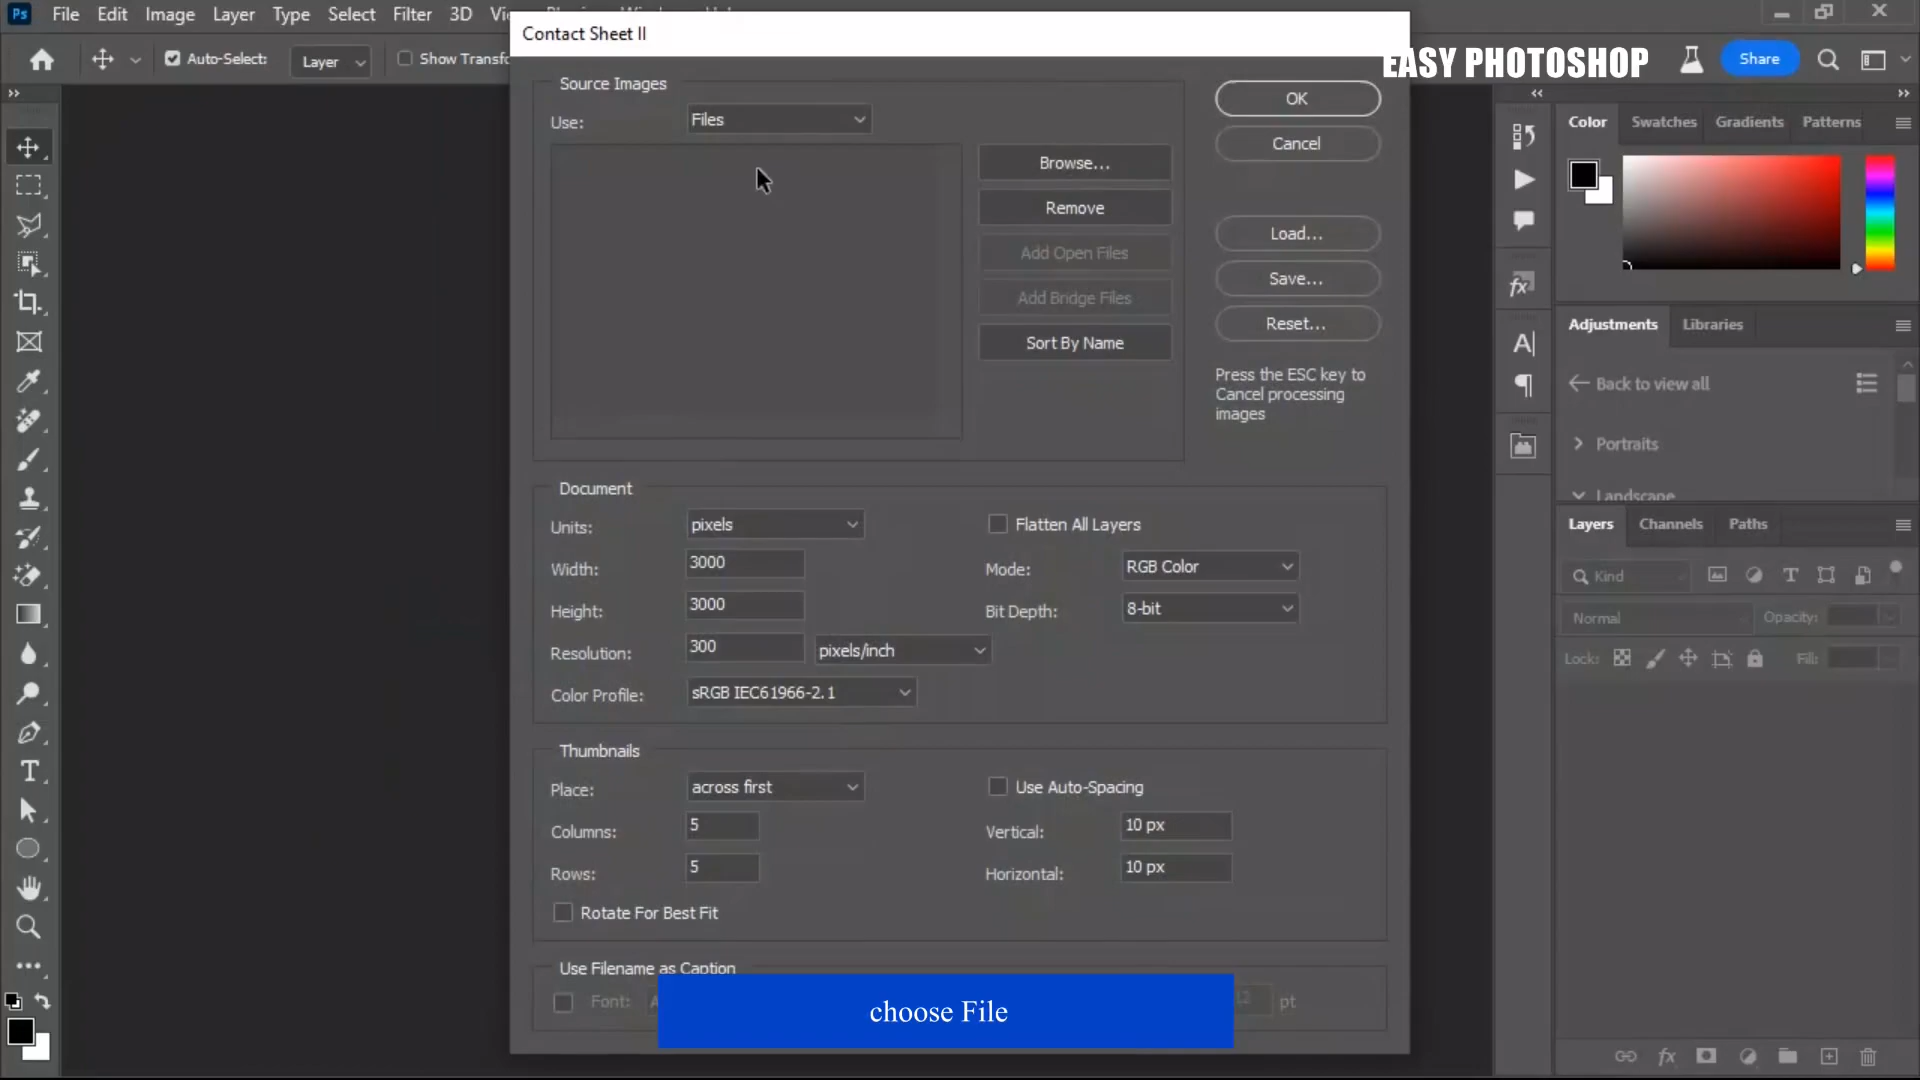 Ps File Edit Image Layer Type Select Filter 3D
Contact Sheet II
EASY PHOTOSHOP
Auto-Select: Layer Show
Share
Source Images
Use: Files
OK
Cancel
Browse...
Remove
Add Open Files
Add Bridge Files
Sort By Name
Load...
Save...
Reset...
Press the ESC key to
Cancel processing
images
Document
Units: pixels
Flatten All Layers
Width: 3000
Mode: RGB Color
Height: 3000
Bit Depth: 8-bit
Resolution: 300 pixels/inch
Color Profile: sRGB IEC61966-2.1
Thumbnails
Place: across first
Use Auto-Spacing
Columns: 5
Vertical: 10 px
Rows: 5
Horizontal: 10 px
Rotate For Best Fit
Use Filename as Caption
Font: pt
choose File
Color Swatches Gradients Patterns
Adjustments Libraries
Back to view all
Portraits
Landscape
Layers Channels Paths
Kind
Normal Opacity:
Lock: Fill: